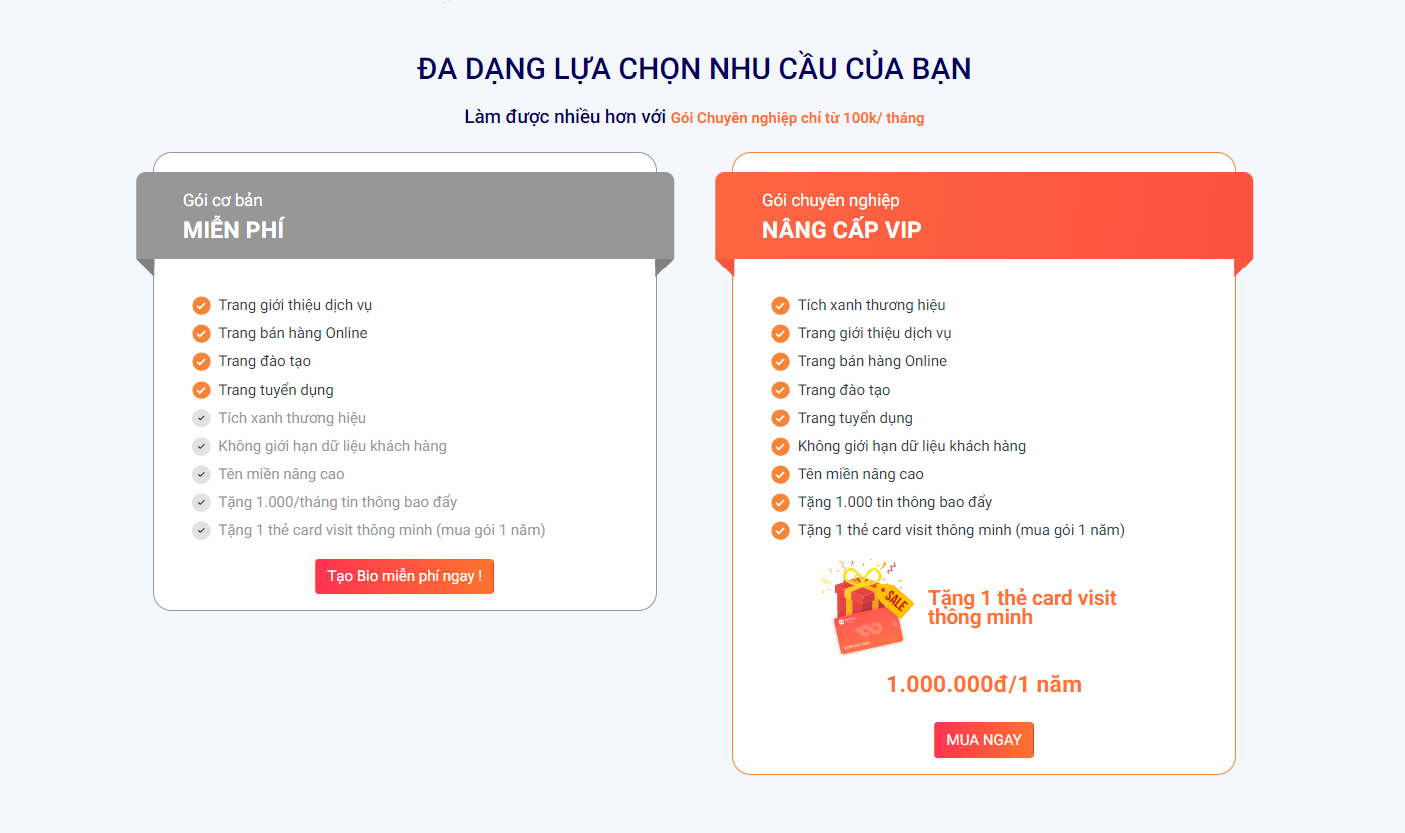 ĐA DẠNG LỰA CHỌN NHU CẦU CỦA BẠN
Làm được nhiều hơn với Gói Chuyên nghiệp chỉ từ 100k/ tháng
Gói cơ bản
MIỄN PHÍ
Trang giới thiệu dịch vụ
Trang bán hàng Online
Trang đào tạo
Trang tuyển dụng
Tích xanh thương hiệu
Không giới hạn dữ liệu khách hàng
Tên miền nâng cao
Tặng 1.000/tháng tin thông bao đẩy
Tặng 1 thẻ card visit thông minh (mua gói 1 năm)
Tạo Bio miễn phí ngay !
Gói chuyên nghiệp
NÂNG CẤP VIP
Tích xanh thương hiệu
Trang giới thiệu dịch vụ
Trang bán hàng Online
Trang đào tạo
Trang tuyển dụng
Không giới hạn dữ liệu khách hàng
Tên miền nâng cao
Tặng 1.000 tin thông bao đẩy
Tặng 1 thẻ card visit thông minh (mua gói 1 năm)
SALE
Tặng 1 thẻ card visit
thông minh
1.000.000đ/1 năm
MUA NGAY